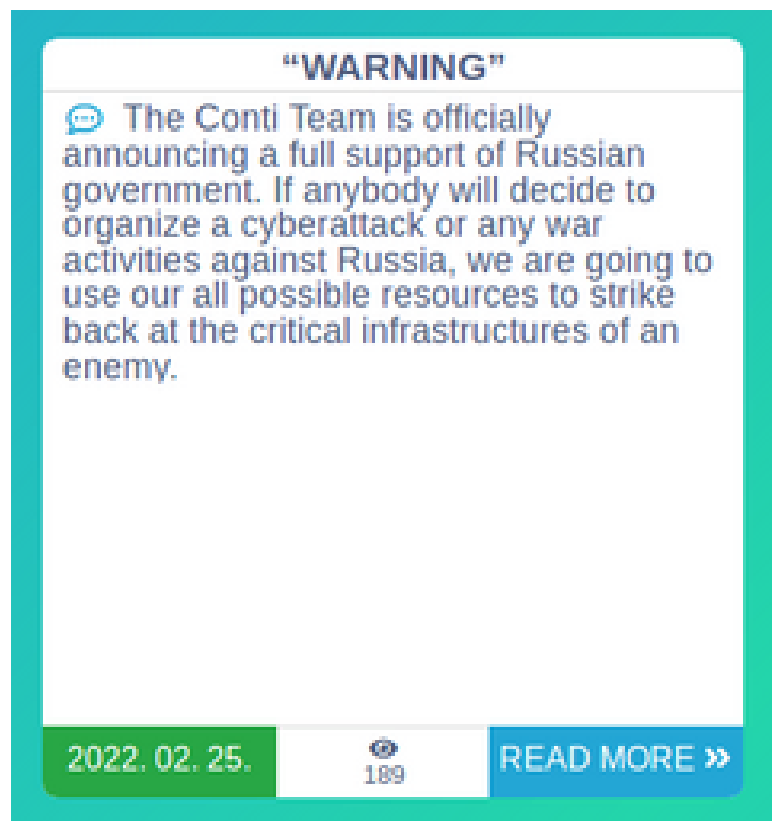 “WARNING”
The Conti Team is officially
announcing a full support of Russian
government. If anybody will decide to
organize a cyberattack or any war
activities against Russia, we are going to
use our all possible resources to strike
back at the critical infrastructures of an
enemy.
2022. 02. 25.
189
READ MORE »